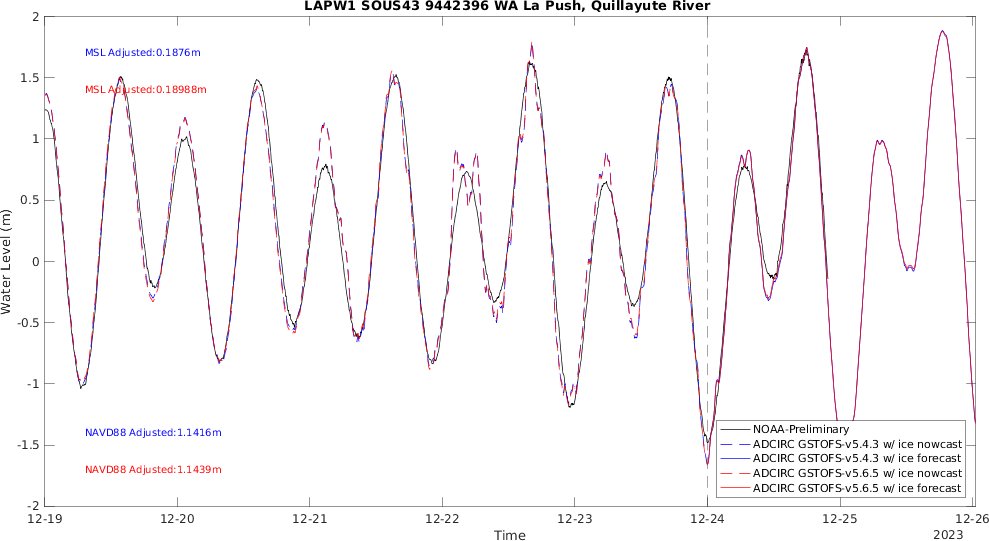 LAPW1 SOUS43 9442396 WA La Push, Quillayute River
2
1.5
1
0.5
0
-0.5
-1
-1.5
-2
Water Level (m)
MSL Adjusted:0.1876m
MSL Adjusted:0.18988m
NAVD88 Adjusted:1.1416m
NAVD88 Adjusted:1.1439m
NOAA-Preliminary
ADCIRC GSTOFS-v5.4.3 w/ ice nowcast
ADCIRC GSTOFS-v5.4.3 w/ ice forecast
ADCIRC GSTOFS-v5.6.5 w/ ice nowcast
ADCIRC GSTOFS-v5.6.5 w/ ice forecast
12-19 12-20 12-21 12-22 12-23 12-24 12-25 12-26
Time
2023